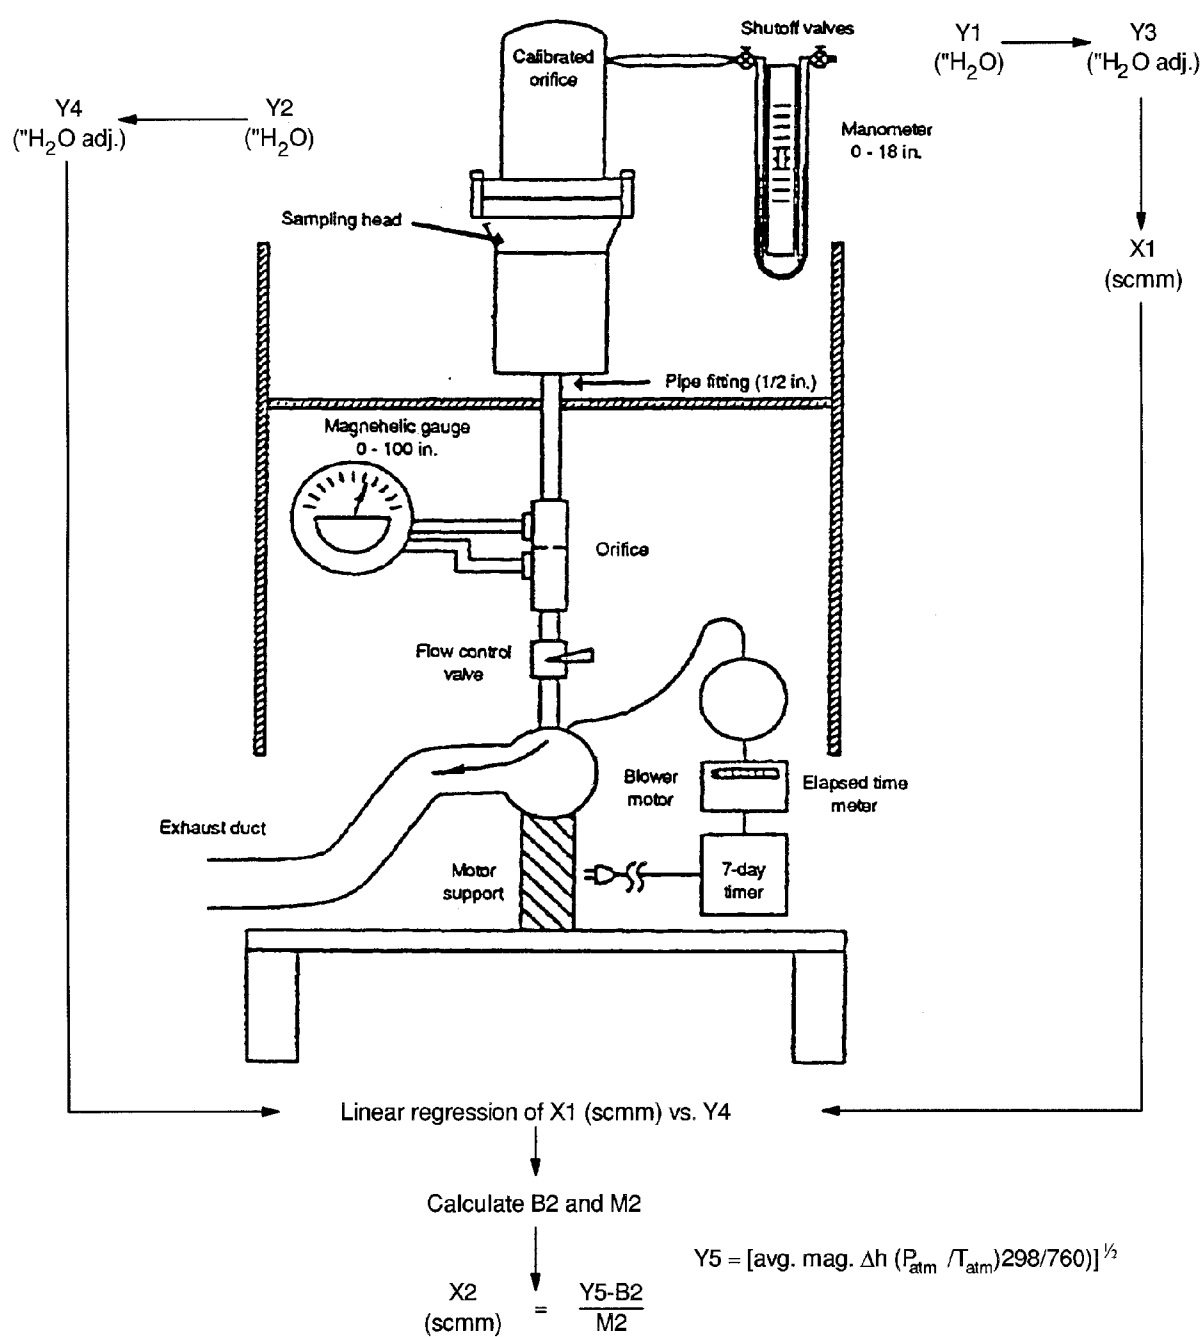 Shutoff valves
Calibrated
orifice
Y1
("H2O)
Y3
("H2O adj.)
Y4
("H2O adj.)
Y2
("H2O)
Manometer
0 - 18 in.
Sampling head
X1
(scmm)
Pipe fitting (1/2 in.)
Magnehelic gauge
0 - 100 in.
Orifice
Flow control
valve
Blower
motor
Elapsed time
meter
Exhaust duct
Motor
support
7-day
timer
Linear regression of X1 (scmm) vs. Y4
Calculate B2 and M2
Y5 = [avg. mag. Δh (Patm /Tatm)298/760)]^1/2
X2
(scmm) = Y5-B2
M2